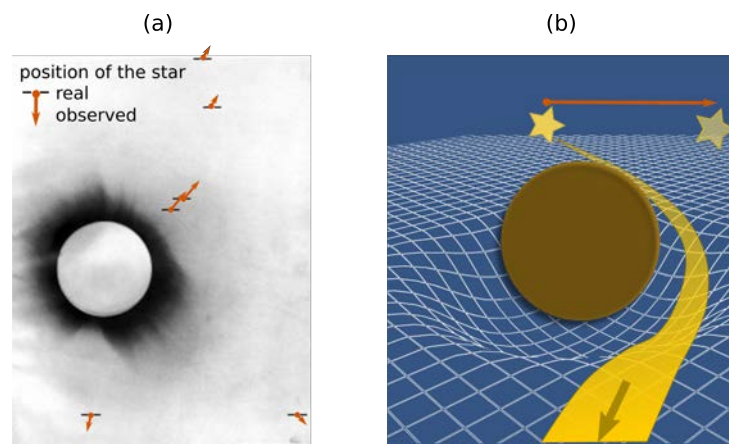 (a)
(b)
position of the star
real
observed